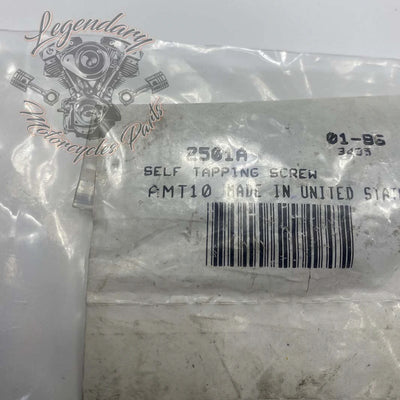 Legendary
Motorcycles Parts
2501A 01-86
SELF TAPPING SCREW
AMT10 MADE IN UNITED STAT